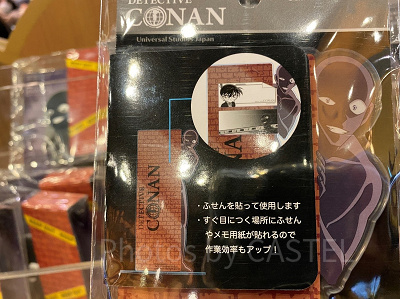 DETECTIVE
CONAN
Universal Studios Japan
DETECTIVE
CONAN
・ふせんを貼って使用します
・すぐ目につく場所にふせん
やメモ用紙が貼れるので
作業効率もアップ！
Photos by CASTEL